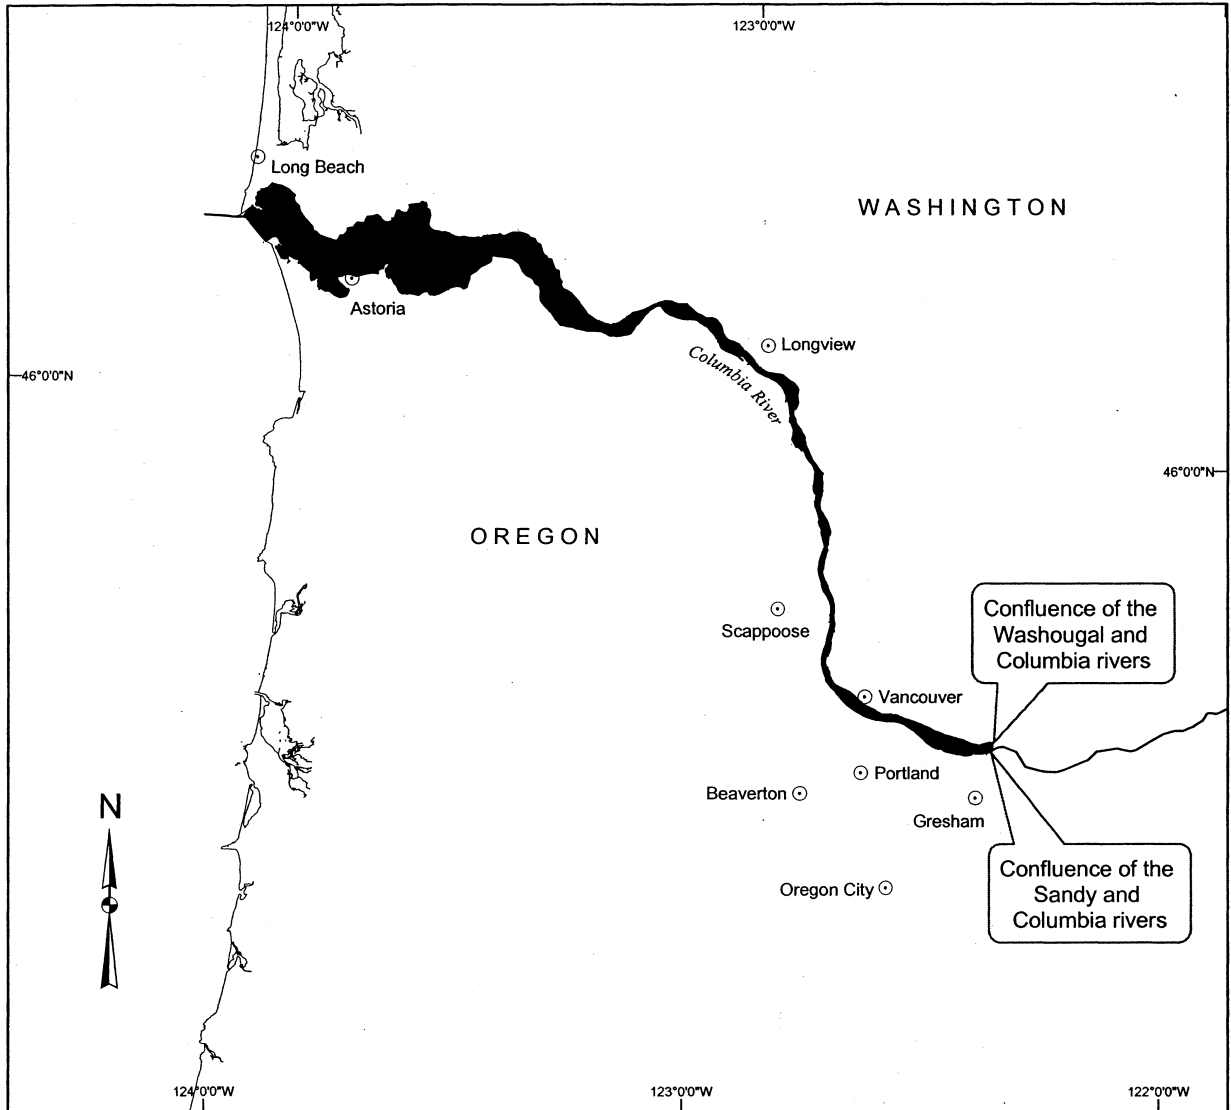 124°0'0"W
123°0'0"W
Long Beach
WASHINGTON
Astoria
Longview
Columbia River
46°0'0"N
46°0'0"N
OREGON
Scappoose
Confluence of the
Washougal and
Columbia rivers
Vancouver
Portland
Beaverton
Gresham
N
Confluence of the
Sandy and
Columbia rivers
Oregon City
124°0'0"W
123°0'0"W
122°0'0"W